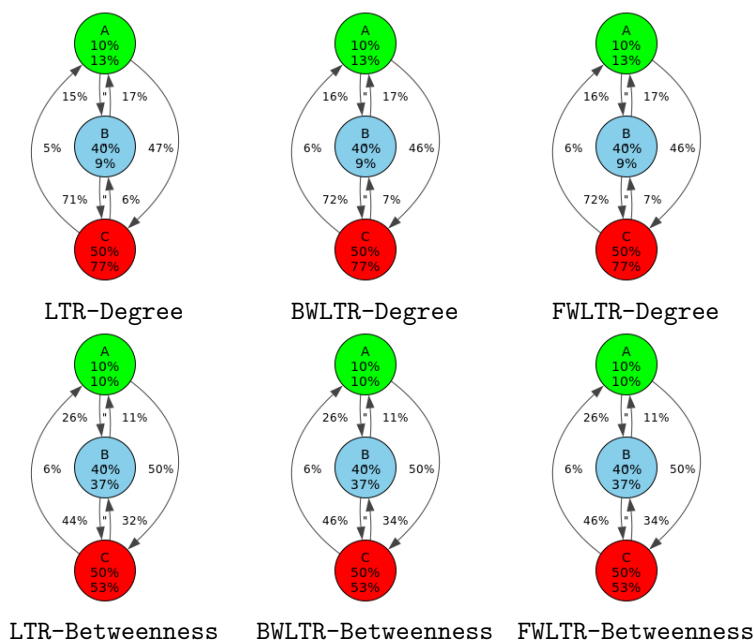 A
10%
13%
15% " 17%
B
40%
9%
5%
47%
71% " 6%
C
50%
77%
LTR-Degree
A
10%
13%
16% " 17%
B
40%
9%
6%
46%
72% " 7%
C
50%
77%
BWLTR-Degree
A
10%
13%
16% " 17%
B
40%
9%
6%
46%
72% " 7%
C
50%
77%
FWLTR-Degree
A
10%
10%
26% " 11%
B
40%
37%
6%
50%
44% " 32%
C
50%
53%
LTR-Betweenness
A
10%
10%
26% " 11%
B
40%
37%
6%
50%
46% " 34%
C
50%
53%
BWLTR-Betweenness
A
10%
10%
26% " 11%
B
40%
37%
6%
50%
46% " 34%
C
50%
53%
FWLTR-Betweenness